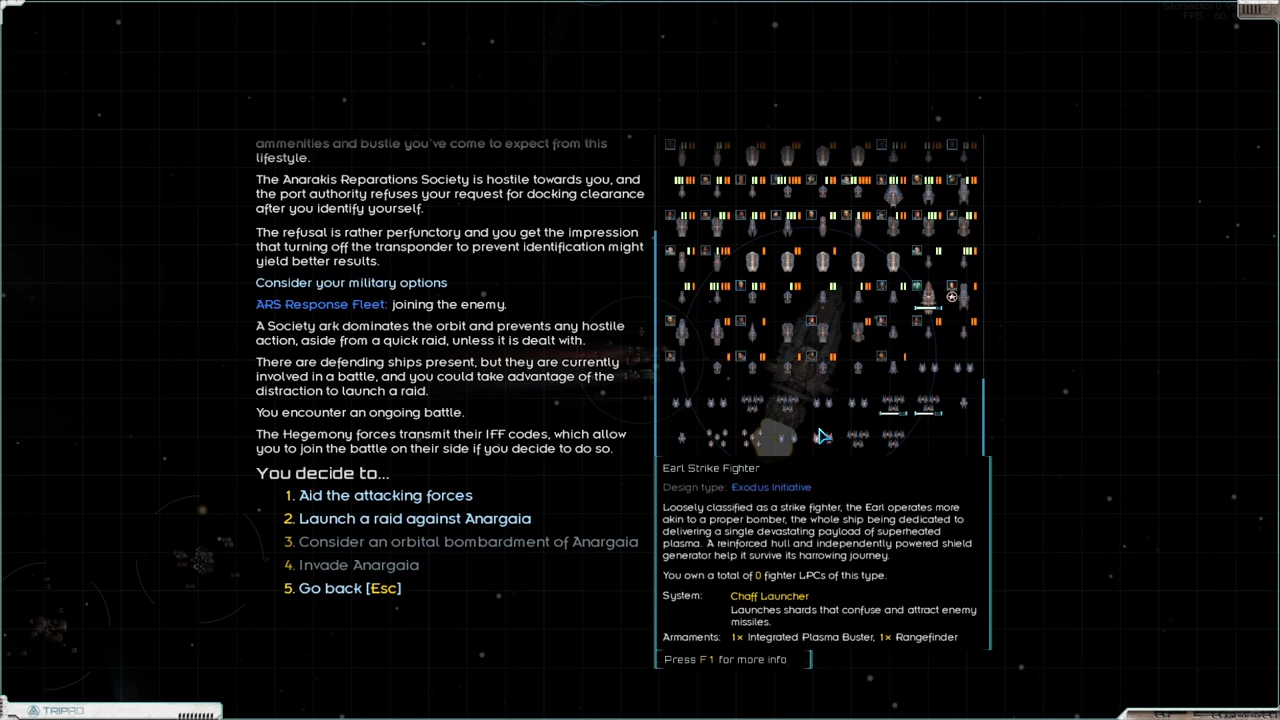 FPS 60
ammenities and bustle you've come to expect from this
lifestyle.
The Anarakis Reparations Society is hostile towards you, and
the port authority refuses your request for docking clearance
after you identify yourself.
The refusal is rather perfunctory and you get the impression
that turning off the transponder to prevent identification might
yield better results.
Consider your military options
ARS Response Fleet: joining the enemy.
A Society ark dominates the orbit and prevents any hostile
action, aside from a quick raid, unless it is dealt with.
There are defending ships present, but they are currently
involved in a battle, and you could take advantage of the
distraction to launch a raid.
You encounter an ongoing battle.
The Hegemony forces transmit their IFF codes, which allow
you to join the battle on their side if you decide to do so.
You decide to...
1. Aid the attacking forces
2. Launch a raid against Anargaia
3. Consider an orbital bombardment of Anargaia
4. Invade Anargaia
5. Go back [Esc]
Earl Strike Fighter
Design type: Exodus Initiative
Loosely classified as a strike fighter, the Earl operates more
akin to a proper bomber, the whole ship being dedicated to
delivering a single devastating payload of superheated
plasma. A reinforced hull and independently powered shield
generator help it survive its harrowing journey.
You own a total of 0 fighter LPCs of this type.
System: Chaff Launcher
Launches shards that confuse and attract enemy
missiles.
Armaments: 1× Integrated Plasma Buster, 1× Rangefinder
Press F1 for more info
TRIPAD